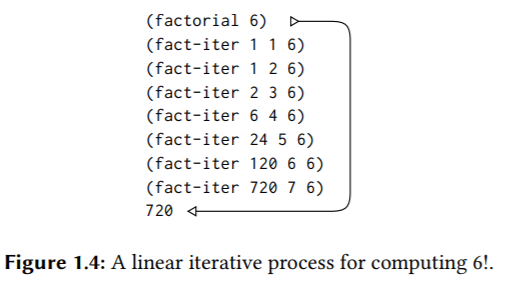 (factorial 6)
(fact-iter 1 1 6)
(fact-iter 1 2 6)
(fact-iter 2 3 6)
(fact-iter 6 4 6)
(fact-iter 24 5 6)
(fact-iter 120 6 6)
(fact-iter 720 7 6)
720
Figure 1.4: A linear iterative process for computing 6!.